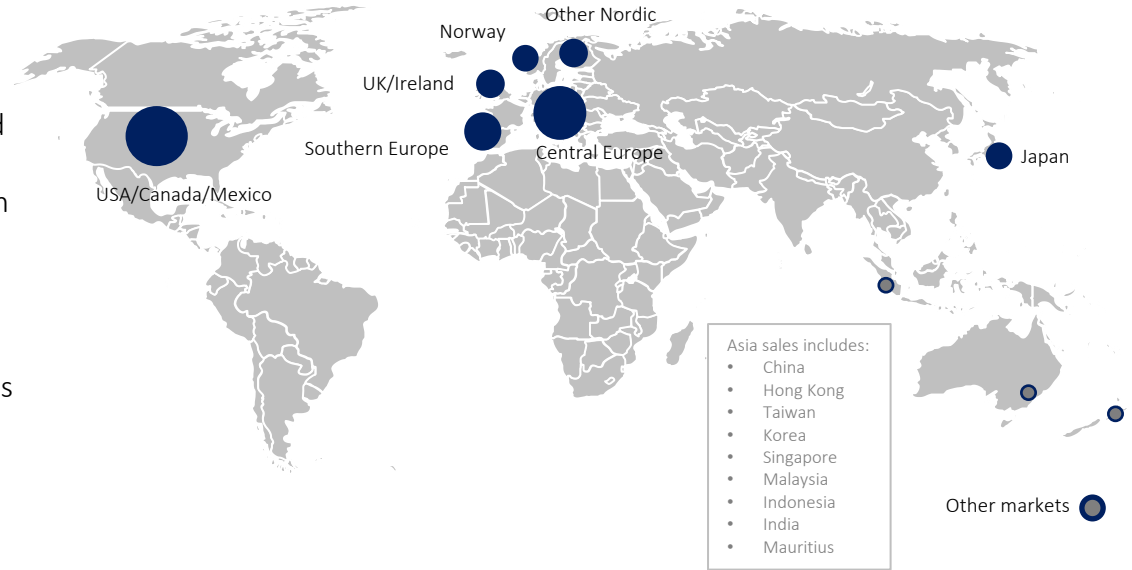 Other Nordic
Norway
UK/Ireland
d
Southern Europe
Central Europe
Japan
USA/Canada/Mexico
n
Asia sales includes:
• China
• Hong Kong
• Taiwan
s
• Korea
• Singapore
• Malaysia
• Indonesia
• India
• Mauritius
Other markets